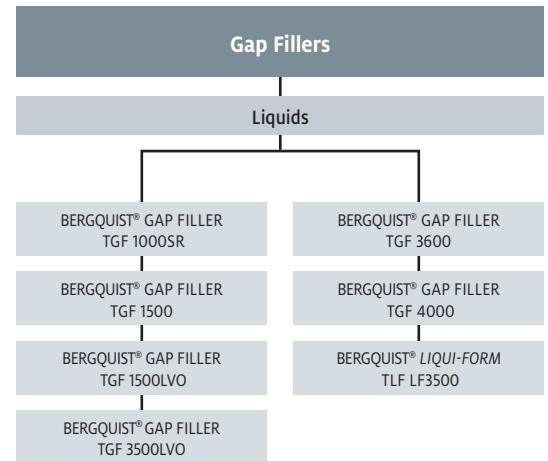 Gap Fillers
Liquids
BERGQUIST® GAP FILLER
TGF 1000SR
BERGQUIST® GAP FILLER
TGF 1500
BERGQUIST® GAP FILLER
TGF 1500LVO
BERGQUIST® GAP FILLER
TGF 3500LVO
BERGQUIST® GAP FILLER
TGF 3600
BERGQUIST® GAP FILLER
TGF 4000
BERGQUIST® LIQUI-FORM
TLF LF3500